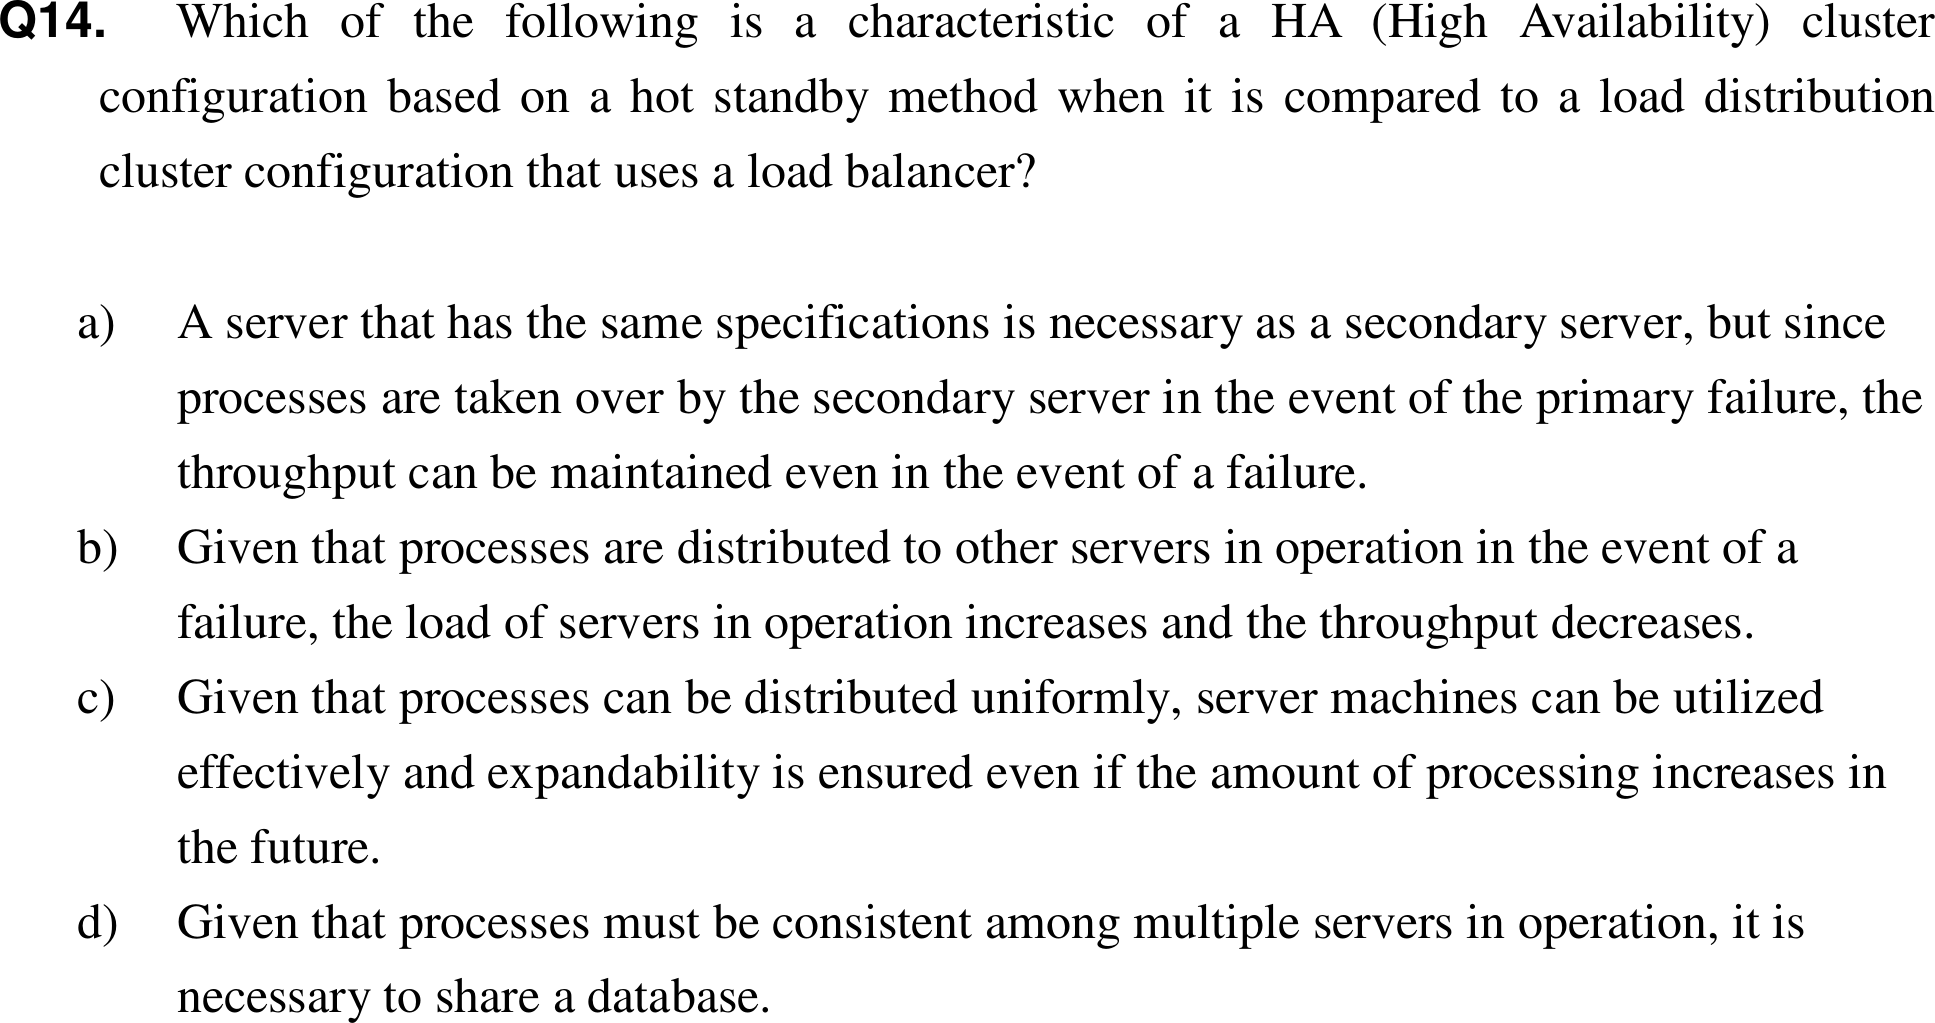 Q14. Which of the following is a characteristic of a HA (High Availability) cluster
configuration based on a hot standby method when it is compared to a load distribution
cluster configuration that uses a load balancer?
a) A server that has the same specifications is necessary as a secondary server, but since
processes are taken over by the secondary server in the event of the primary failure, the
throughput can be maintained even in the event of a failure.
b) Given that processes are distributed to other servers in operation in the event of a
failure, the load of servers in operation increases and the throughput decreases.
c) Given that processes can be distributed uniformly, server machines can be utilized
effectively and expandability is ensured even if the amount of processing increases in
the future.
d) Given that processes must be consistent among multiple servers in operation, it is
necessary to share a database.